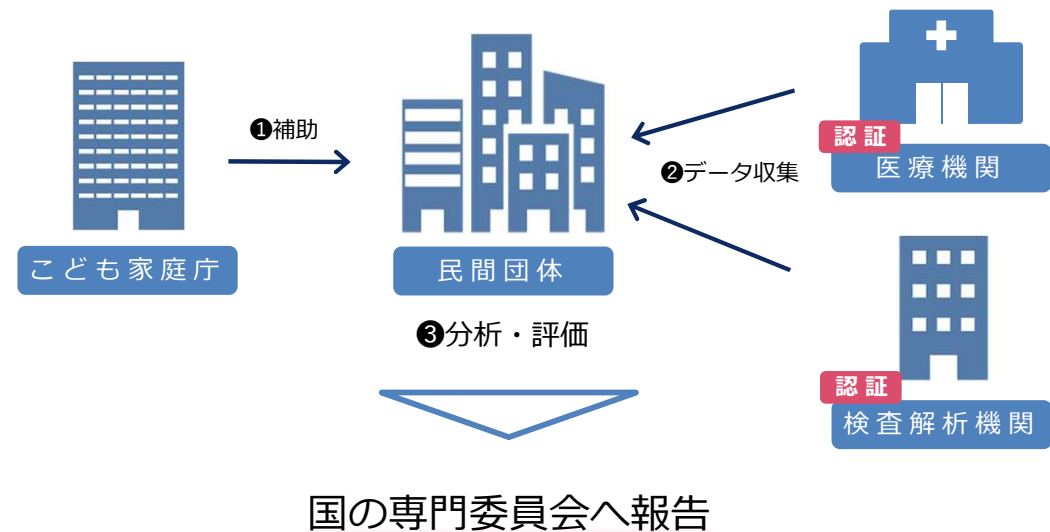 ❶補助
こども家庭庁
民間団体
❷データ収集
認証
医療機関
認証
検査解析機関
❸分析・評価
国の専門委員会へ報告